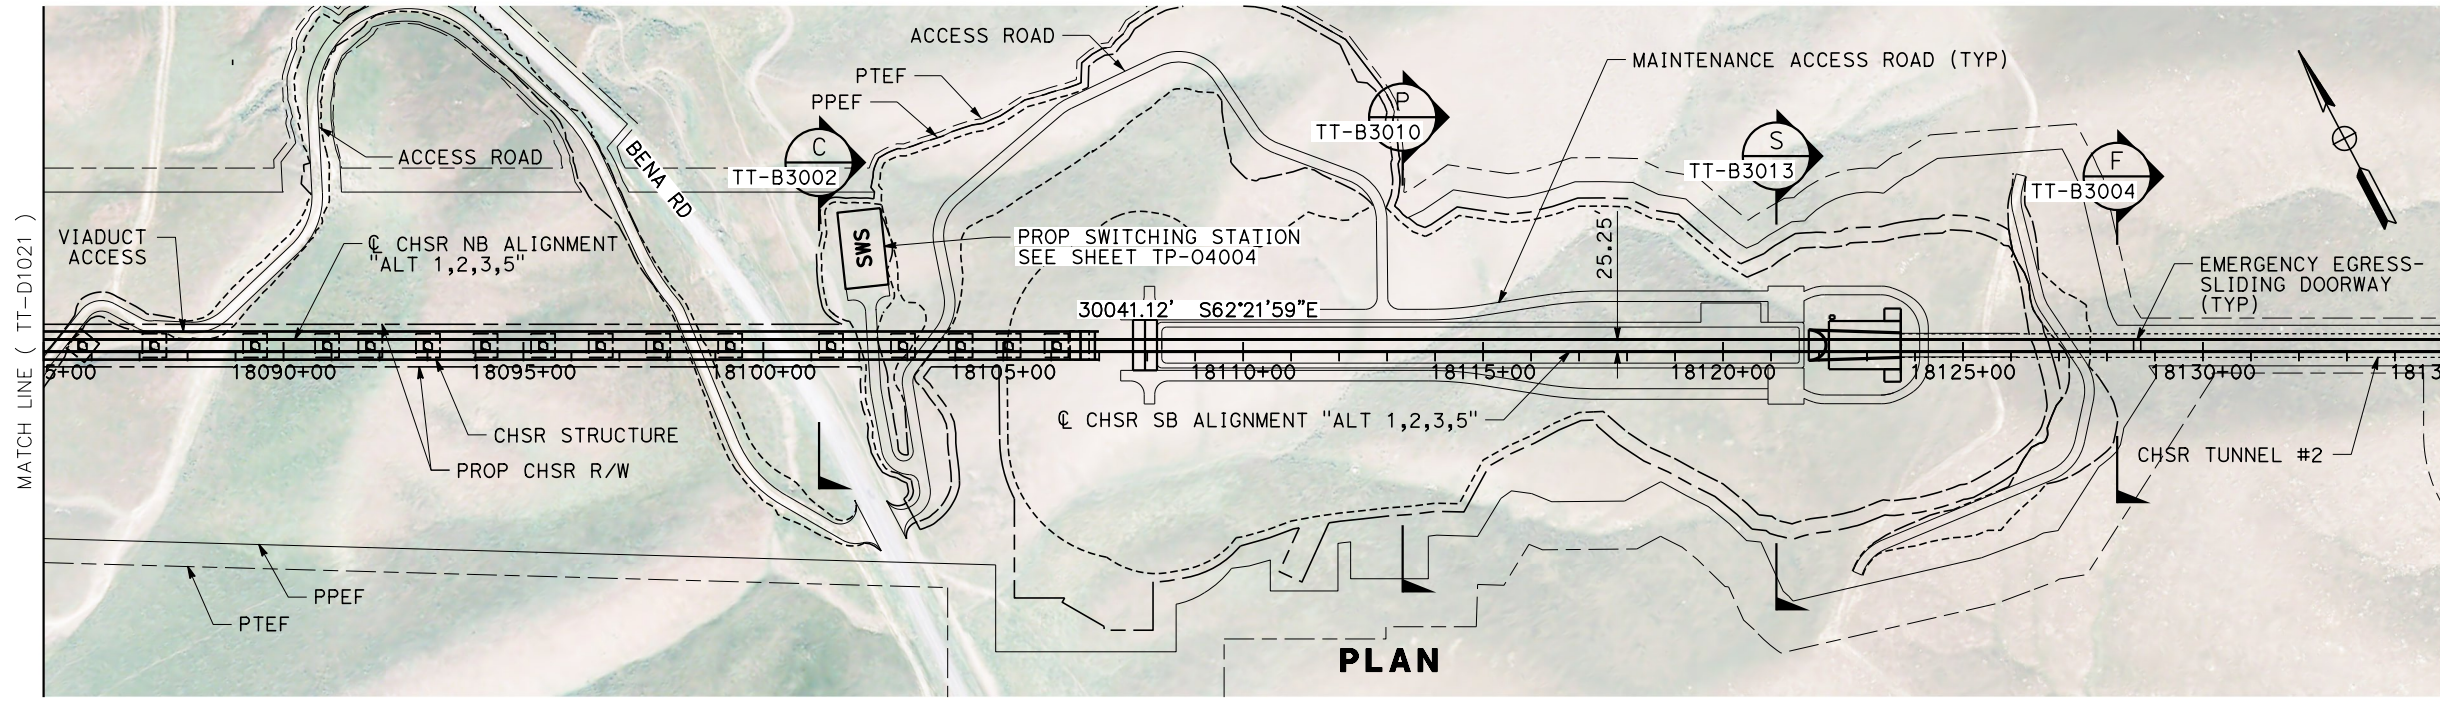 ACCESS ROAD
MAINTENANCE ACCESS ROAD (TYP)
PTEF
PPEF
P
TT-B3010
C
TT-B3002
S
TT-B3013
F
TT-B3004
ACCESS ROAD
BENA RD
MATCH LINE ( TT-D1021 )
VIADUCT
ACCESS
℄ CHSR NB ALIGNMENT
"ALT 1,2,3,5"
SWS
PROP SWITCHING STATION
SEE SHEET TP-04004
25.25'
EMERGENCY EGRESS-
SLIDING DOORWAY
(TYP)
30041.12' S62°21'59"E
5+00
18090+00
18095+00
18100+00
18105+00
18110+00
18115+00
18120+00
18125+00
18130+00
1813
℄ CHSR SB ALIGNMENT "ALT 1,2,3,5"
CHSR STRUCTURE
PROP CHSR R/W
CHSR TUNNEL #2
PPEF
PTEF
PLAN